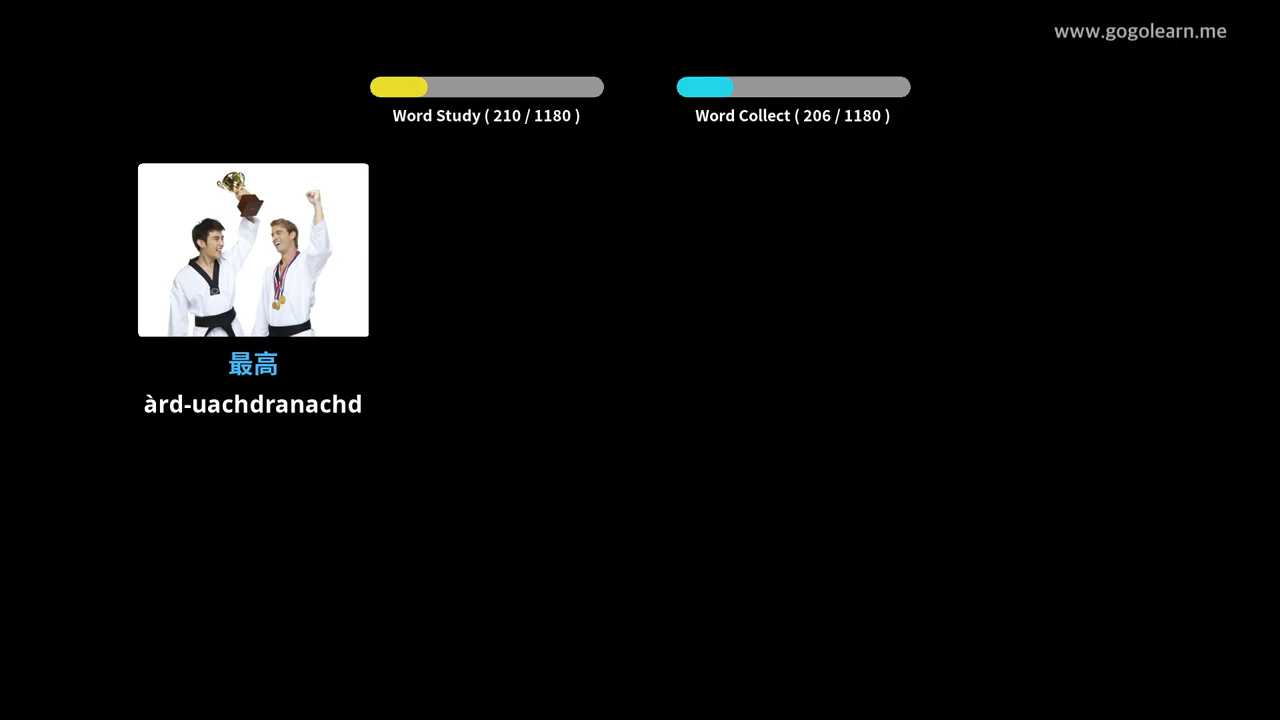 www.gogolearn.me
Word Study ( 210 / 1180 )
Word Collect ( 206 / 1180 )
最高
àrd-uachdranachd